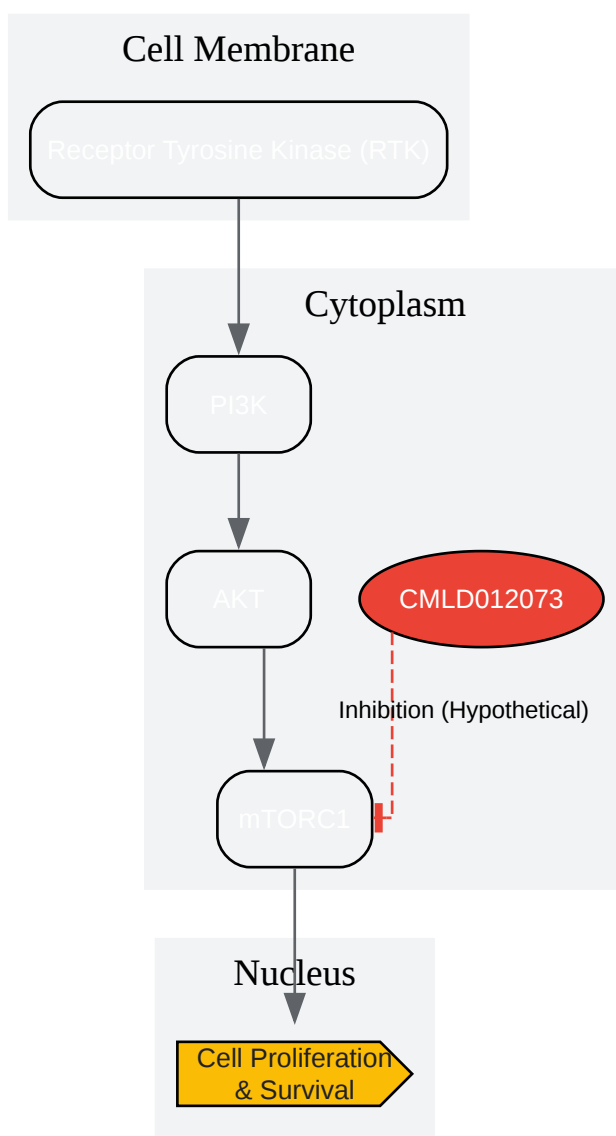 Cell Membrane
Receptor Tyrosine Kinase (RTK)
Cytoplasm
PI3K
AKT
CMLD012073
Inhibition (Hypothetical)
mTORC1
Nucleus
Cell Proliferation
& Survival